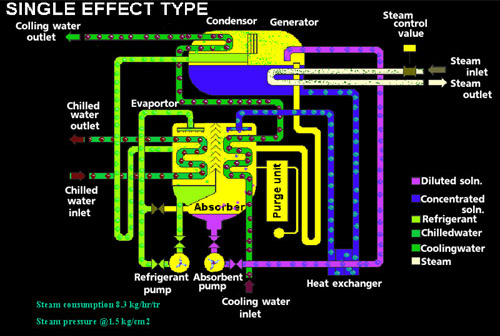 SINGLE EFFECT TYPE
Condensor
Generator
Steam
control
value
Colling water
outlet
Steam
inlet
Steam
outlet
Evaportor
Chilled
water
outlet
Chilled
water
inlet
Absorber
Purge unit
Diluted soln.
Concentrated
soln.
Refrigerant
Chilledwater
Coolingwater
Steam
Refrigerant
pump
Absorbent
pump
Heat exchanger
Cooling water
inlet
Steam consumption 8.3 kg/hr/tr
Steam pressure @1.5 kg/cm2